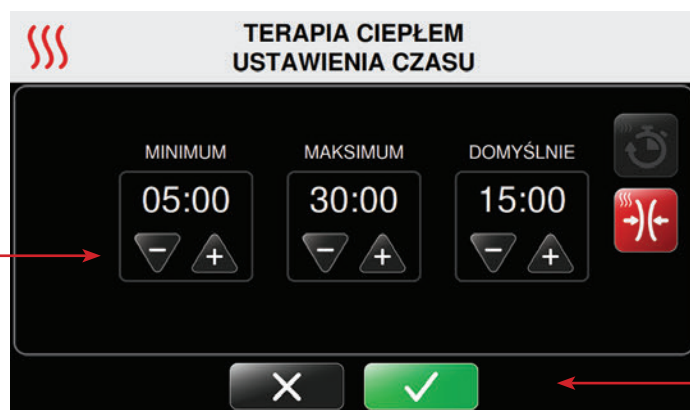 TERAPIA CIEPŁEM
USTAWIENIA CZASU
MINIMUM MAKSIMUM DOMYŚLNIE
05:00 30:00 15:00
- + - + - +